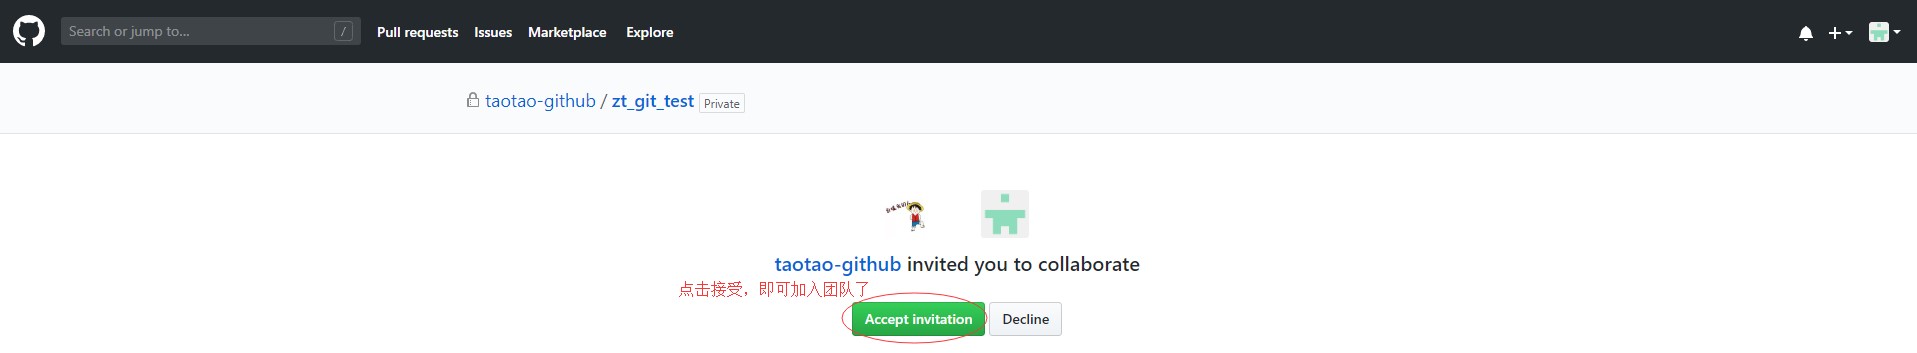 Search or jump to... /
Pull requests Issues Marketplace Explore
taotao-github / zt_git_test Private
taotao-github invited you to collaborate
点击接受，即可加入团队了
Accept invitation Decline